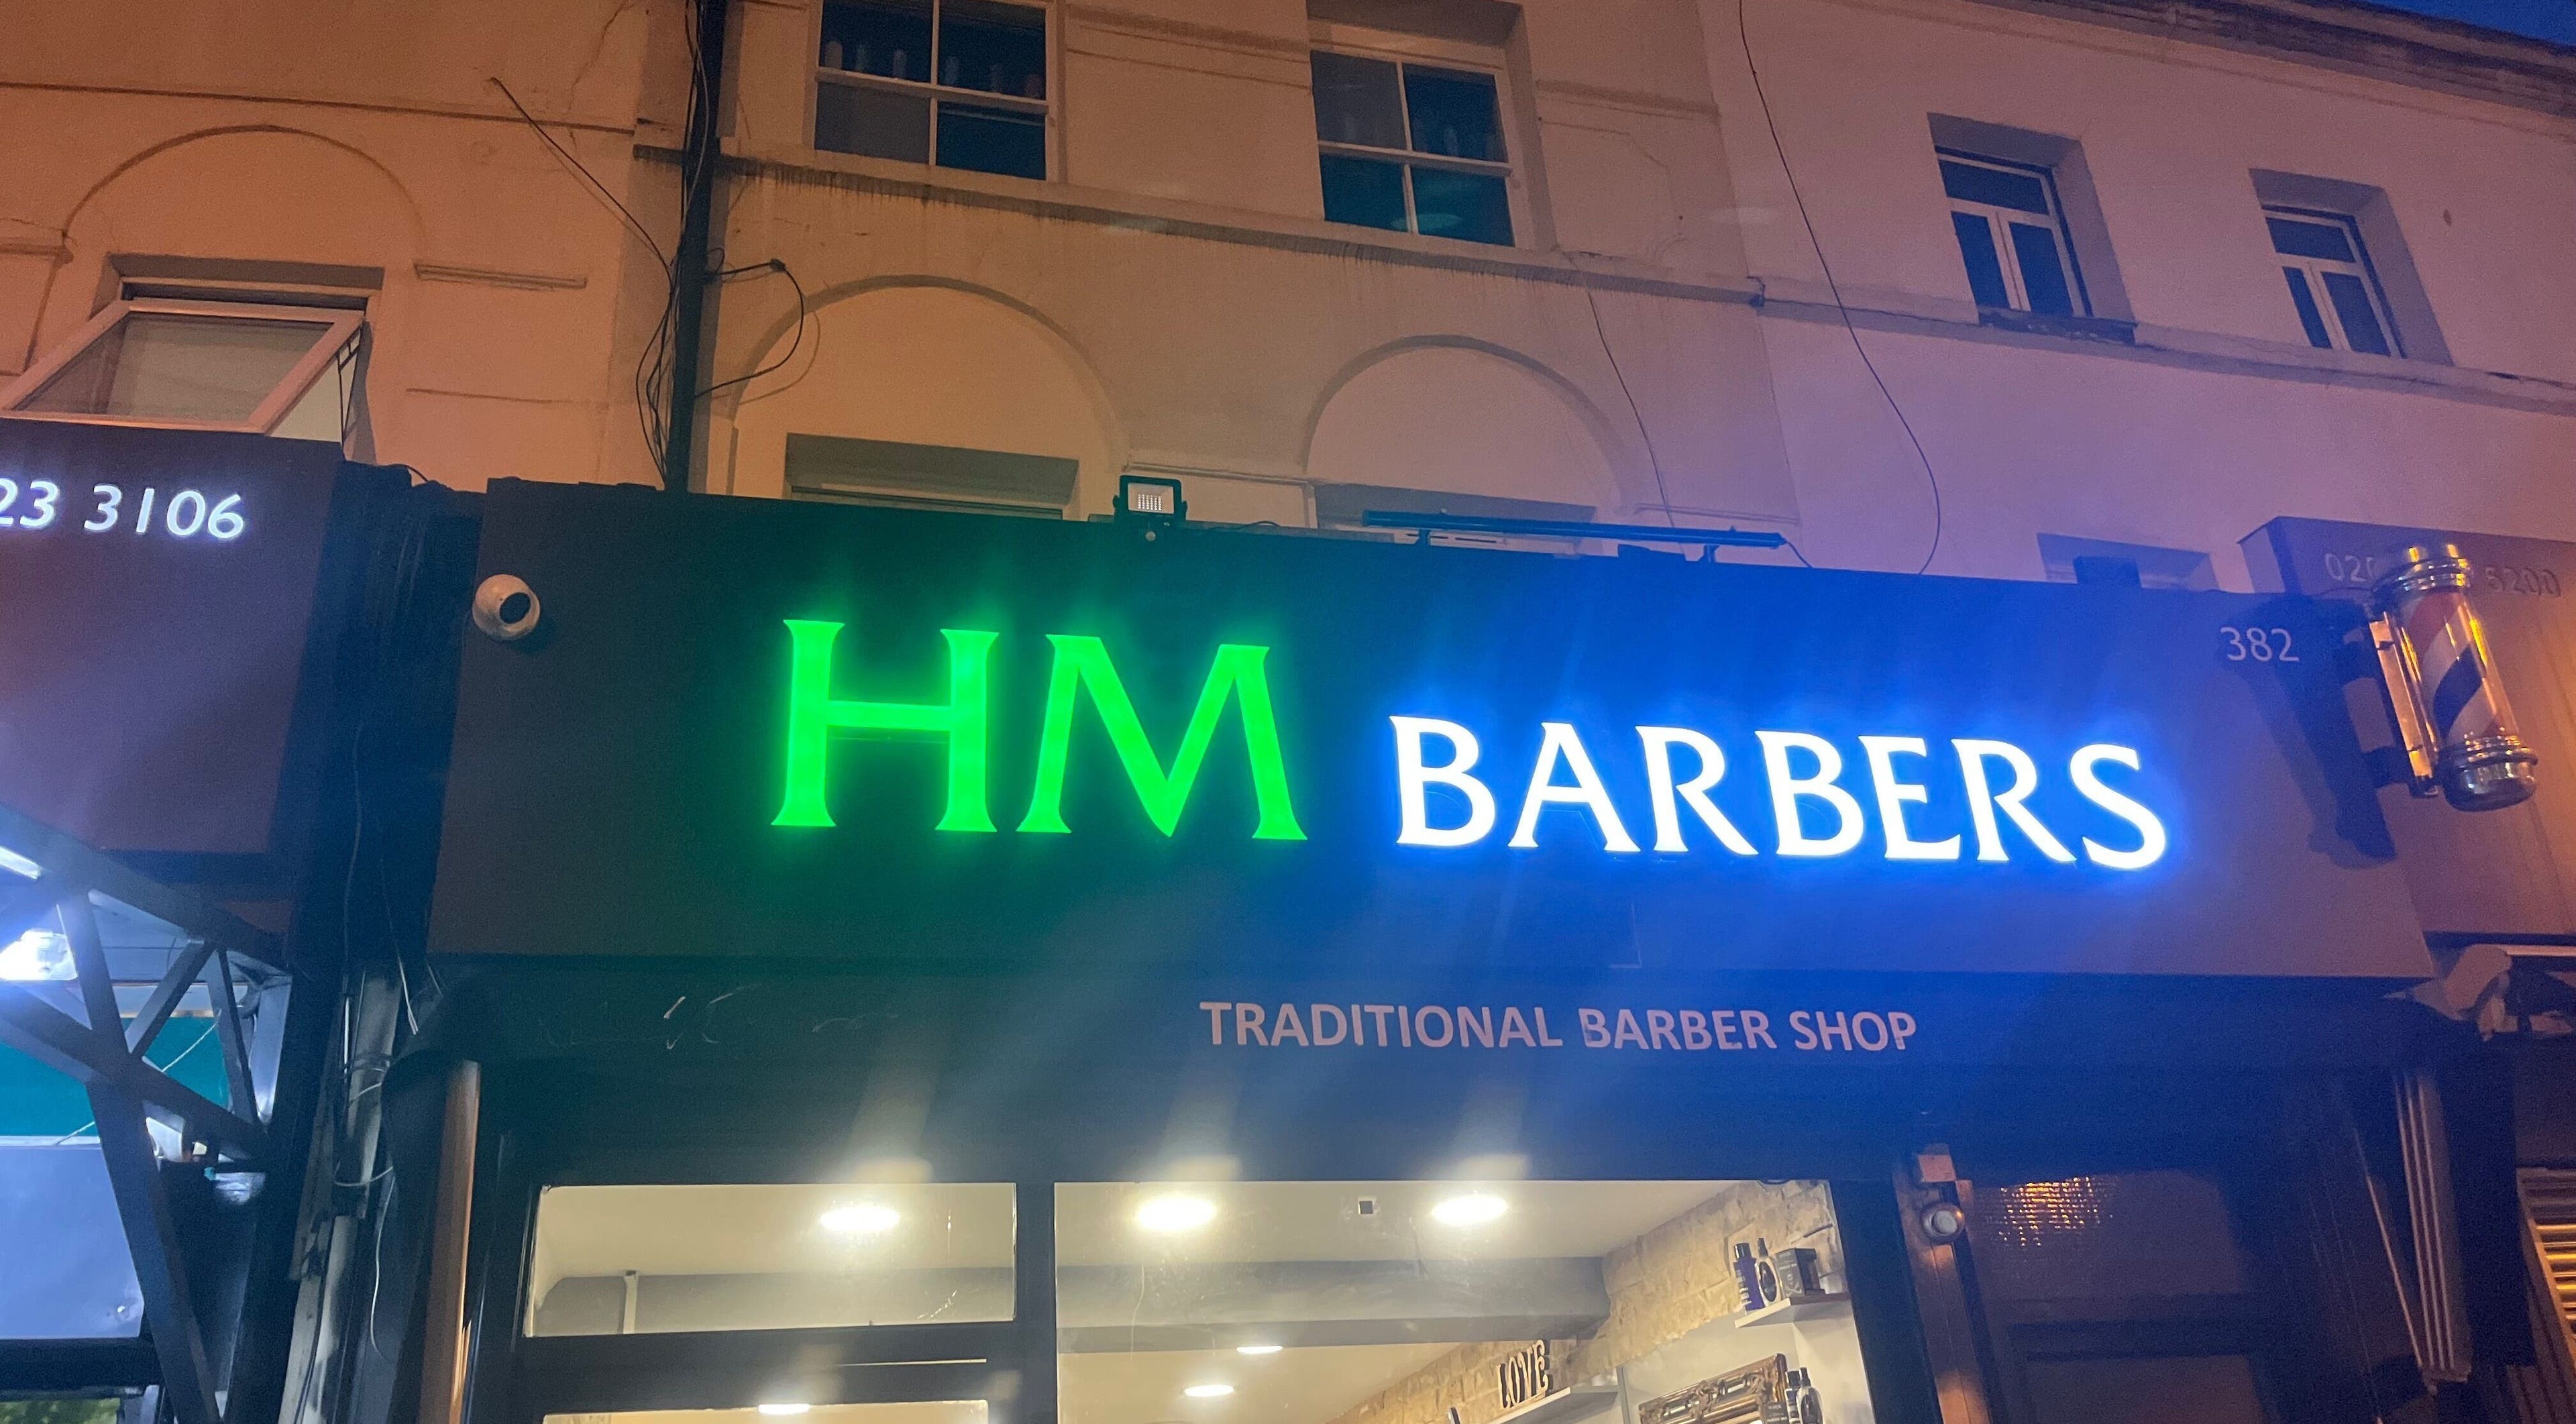 23 3106
HM BARBERS
382
TRADITIONAL BARBER SHOP
LOVE